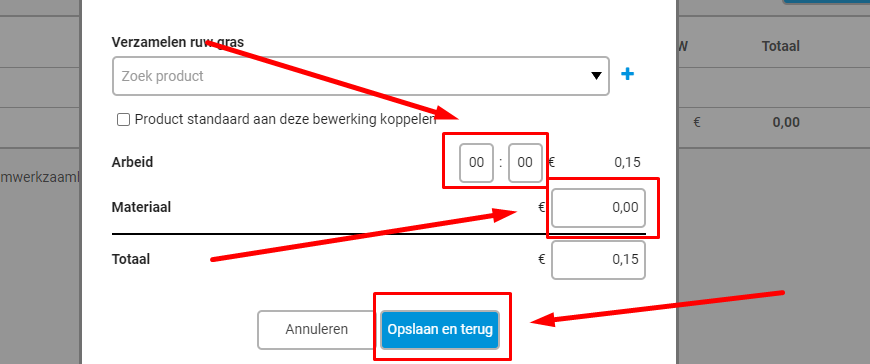 Verzamelen ruw gras
W Totaal
Zoek product
+
Product standaard aan deze bewerking koppelen
€ 0,00
Arbeid 00 : 00 € 0,15
mwerkzaaml
Materiaal € 0,00
Totaal € 0,15
Annuleren Opslaan en terug